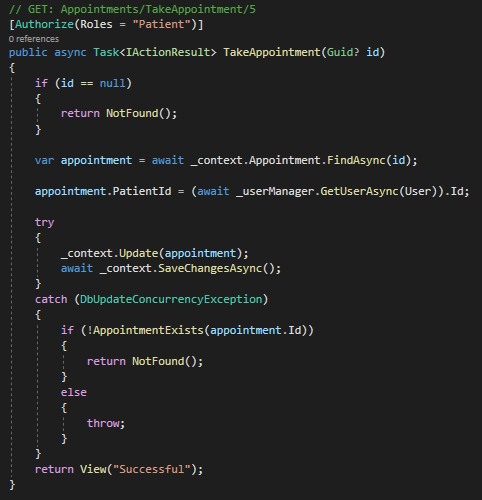 // GET: Appointments/TakeAppointment/5
[Authorize(Roles = "Patient")]
0 references
public async Task<IActionResult> TakeAppointment(Guid? id)
{
if (id == null)
{
return NotFound();
}
var appointment = await _context.Appointment.FindAsync(id);
appointment.PatientId = (await _userManager.GetUserAsync(User)).Id;
try
{
_context.Update(appointment);
await _context.SaveChangesAsync();
}
catch (DbUpdateConcurrencyException)
{
if (!AppointmentExists(appointment.Id))
{
return NotFound();
}
else
{
throw;
}
}
return View("Successful");
}